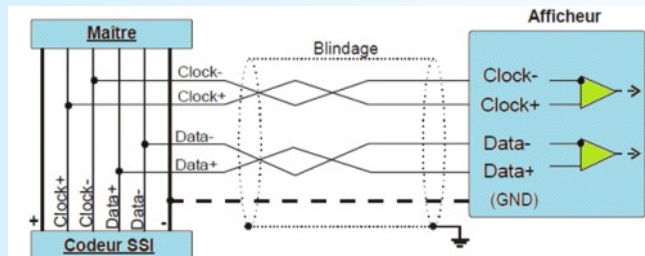 Afficheur
Maître
Blindage
Clock-
Clock+
Data-
Data+
Clock-
Clock+
Data-
Data+
(GND)
+
Clock+
Clock-
Data+
Data-
-
Codeur SSI